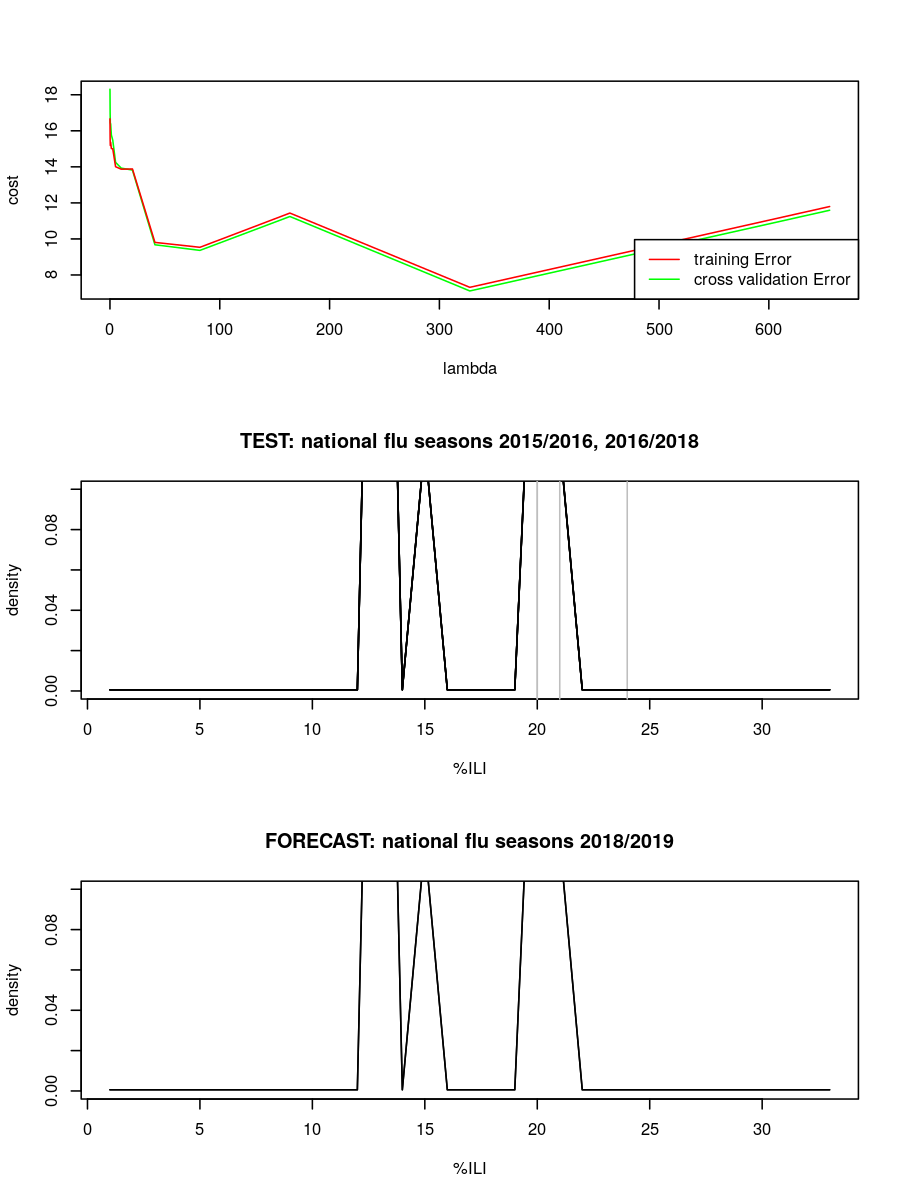 cost
8 10 12 14 16 18
training Error
cross validation Error
0 100 200 300 400 500 600
lambda
TEST: national flu seasons 2015/2016, 2016/2018
density
0.00 0.04 0.08
0 5 10 15 20 25 30
%ILI
FORECAST: national flu seasons 2018/2019
density
0.00 0.04 0.08
0 5 10 15 20 25 30
%ILI